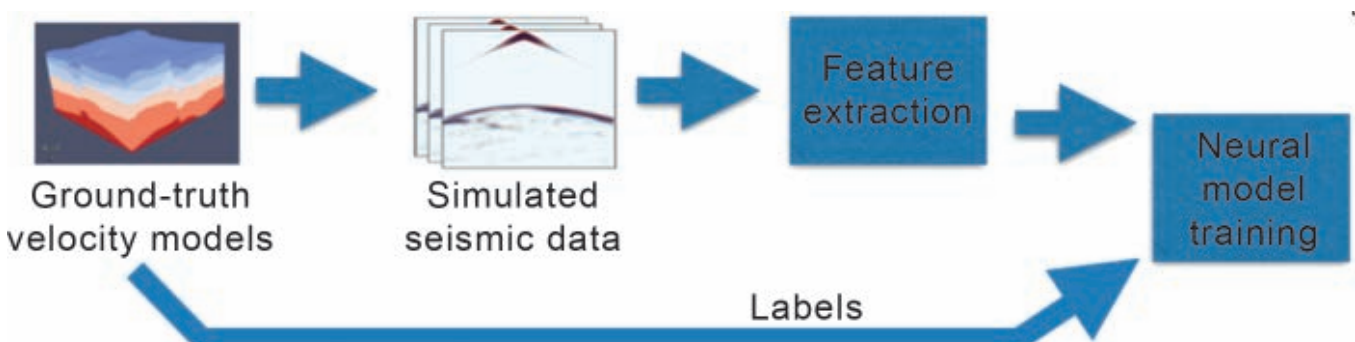 Ground-truth
velocity models
Simulated
seismic data
Feature
extraction
Neural
model
training
Labels